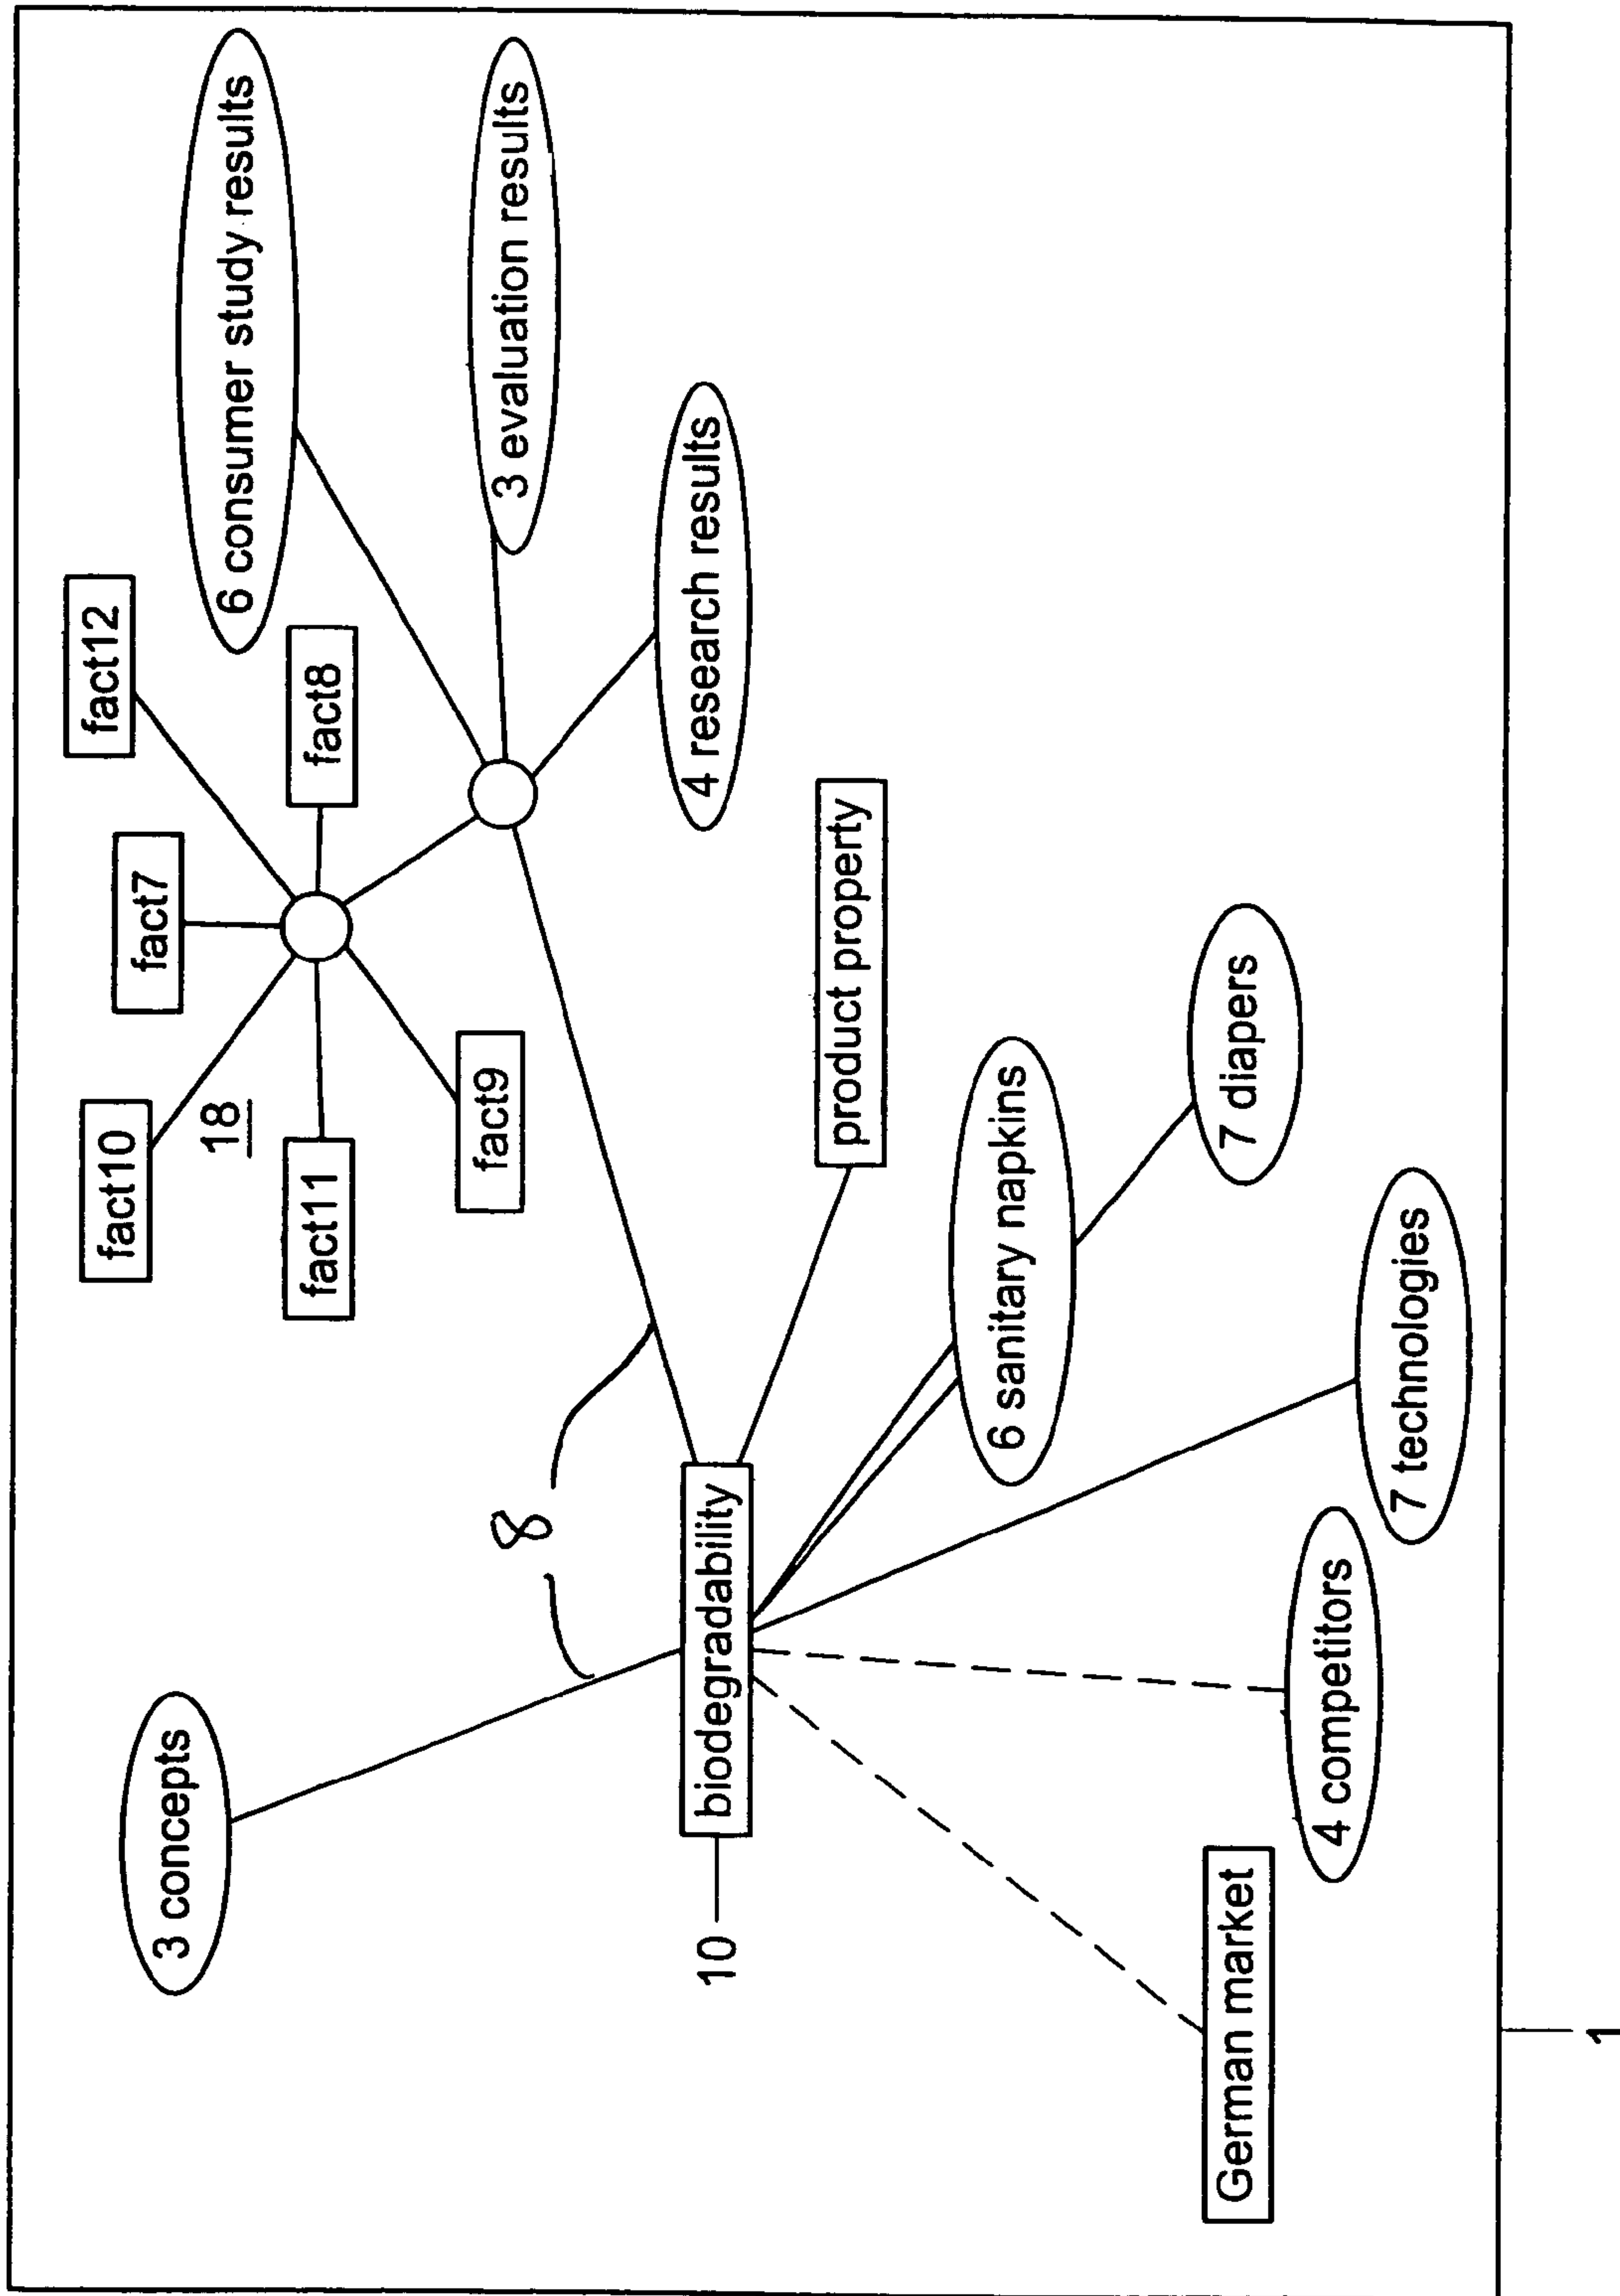 3 concepts
fact10
18
fact11
fact9
fact7
fact12
fact8
6 consumer study results
3 evaluation results
4 research results
8
10
biodegradability
product property
6 sanitary napkins
7 diapers
7 technologies
4 competitors
German market
1